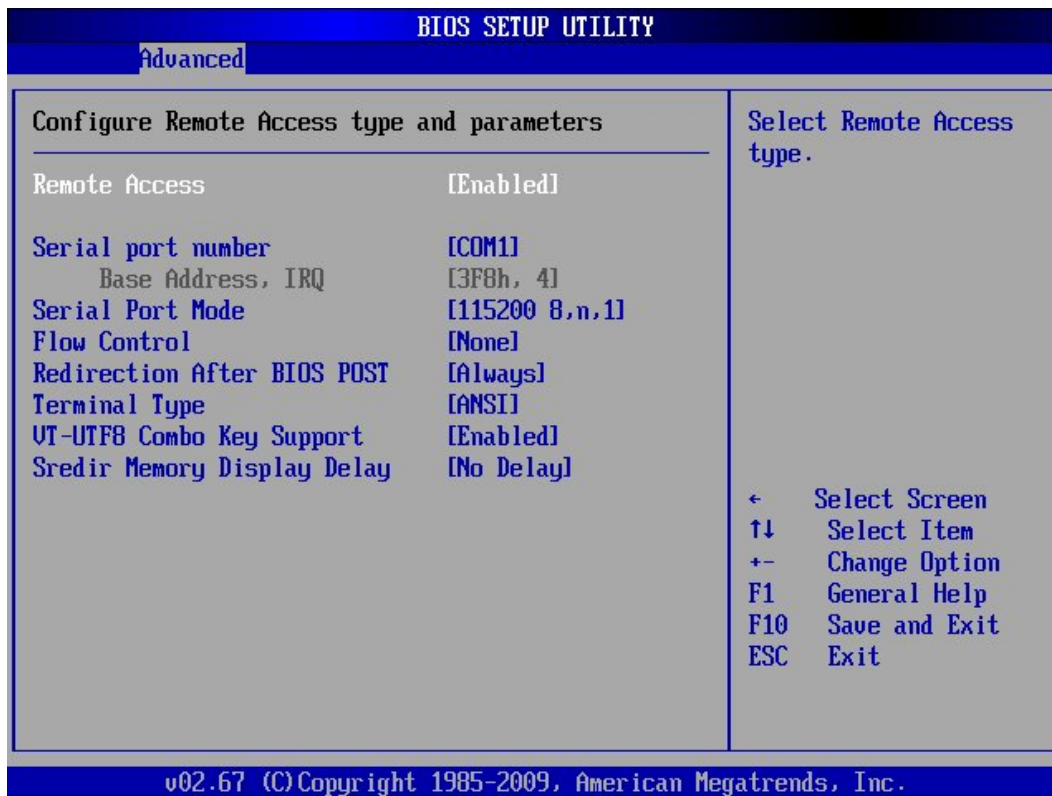 BIOS SETUP UTILITY
Advanced
Configure Remote Access type and parameters
Remote Access [Enabled]
Serial port number [COM1]
Base Address, IRQ [3F8h, 4]
Serial Port Mode [115200 8,n,1]
Flow Control [None]
Redirection After BIOS POST [Always]
Terminal Type [ANSI]
VT-UTF8 Combo Key Support [Enabled]
Sredir Memory Display Delay [No Delay]
Select Remote Access
type.
← Select Screen
↑↓ Select Item
+- Change Option
F1 General Help
F10 Save and Exit
ESC Exit
v02.67 (C)Copyright 1985-2009, American Megatrends, Inc.